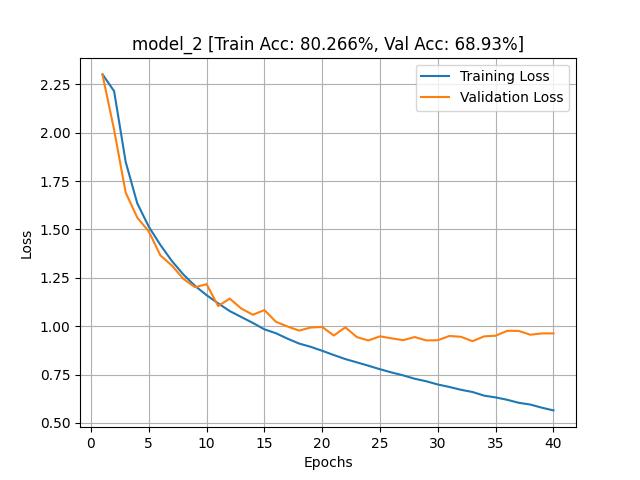 model_2 [Train Acc: 80.266%, Val Acc: 68.93%]
Training Loss
Validation Loss
2.25
2.00
1.75
1.50
1.25
1.00
0.75
0.50
Loss
0 5 10 15 20 25 30 35 40
Epochs